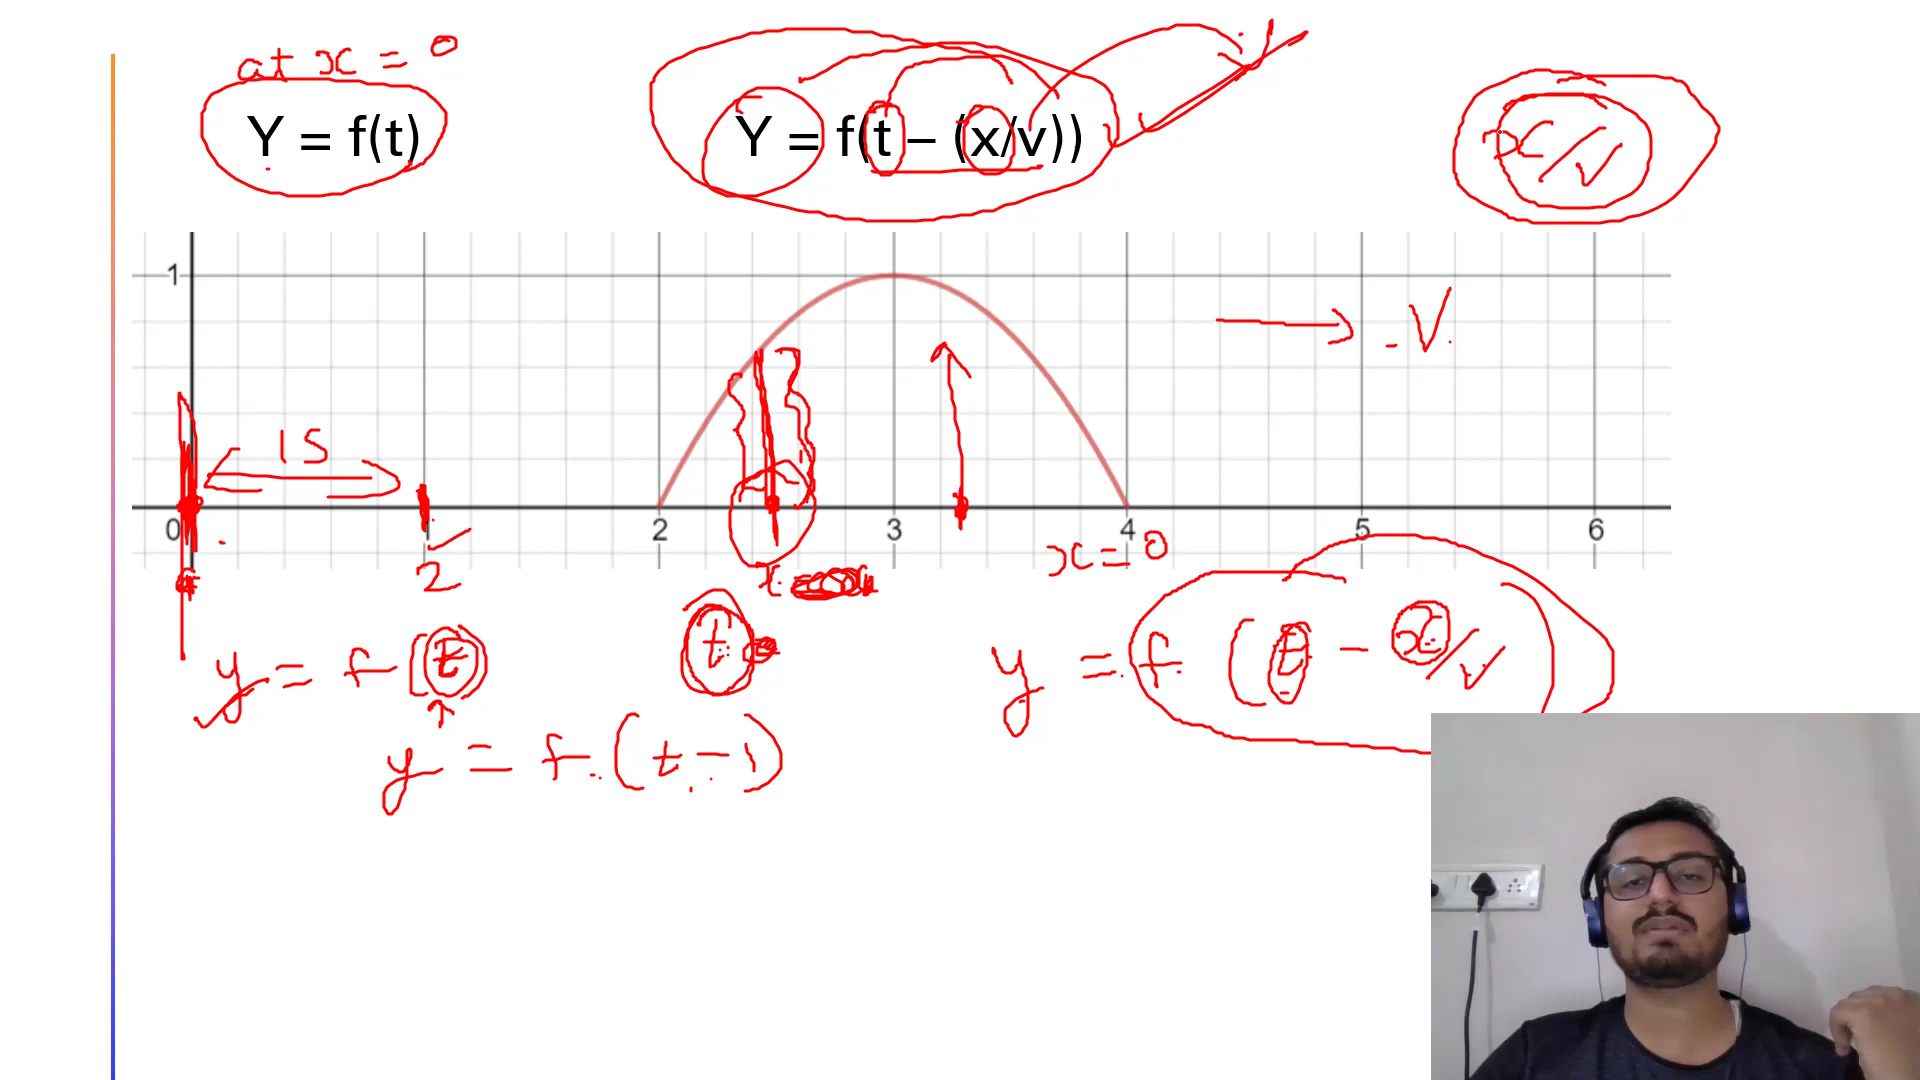 at x = 0
Y = f(t)
Y = f(t – (x/v))
x/v
1
V
1S
0 2 3 4 5 6
2
x = 0
y = f(t)
t
y = f(t - x/v)
y = f(t - 1)